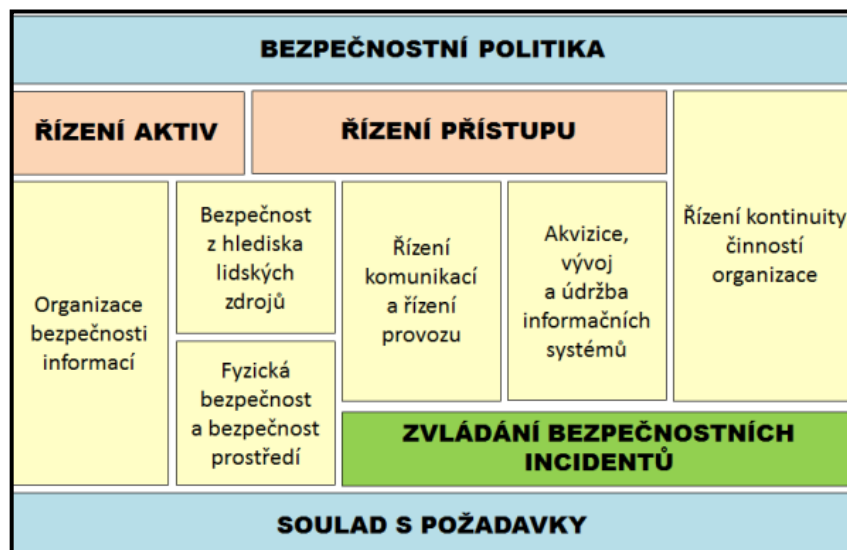 BEZPEČNOSTNÍ POLITIKA
ŘÍZENÍ AKTIV
ŘÍZENÍ PŘÍSTUPU
Organizace
bezpečnosti
informací
Bezpečnost
z hlediska
lidských
zdrojů
Fyzická
bezpečnost
a bezpečnost
prostředí
Řízení
komunikací
a řízení
provozu
Akvizice,
vývoj
a údržba
informačních
systémů
Řízení kontinuity
činností
organizace
ZVLÁDÁNÍ BEZPEČNOSTNÍCH
INCIDENTŮ
SOULAD S POŽADAVKY